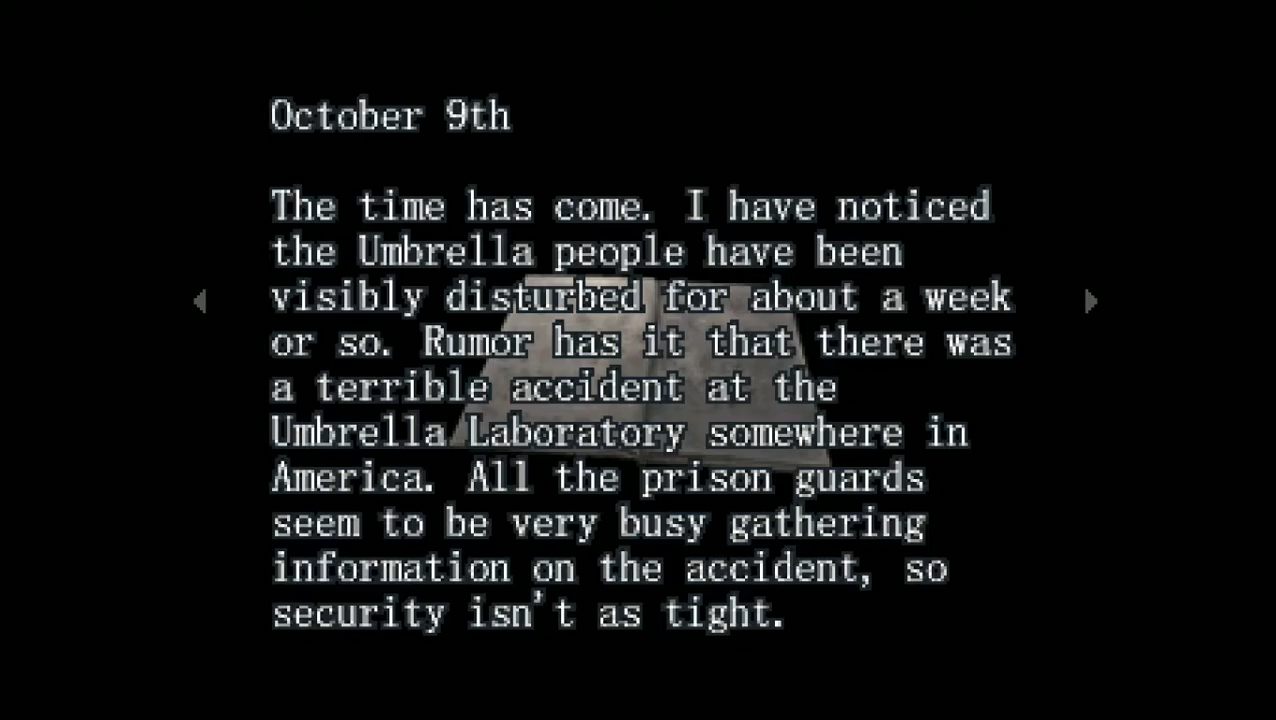 October 9th
The time has come. I have noticed
the Umbrella people have been
visibly disturbed for about a week
or so. Rumor has it that there was
a terrible accident at the
Umbrella Laboratory somewhere in
America. All the prison guards
seem to be very busy gathering
information on the accident, so
security isn't as tight.